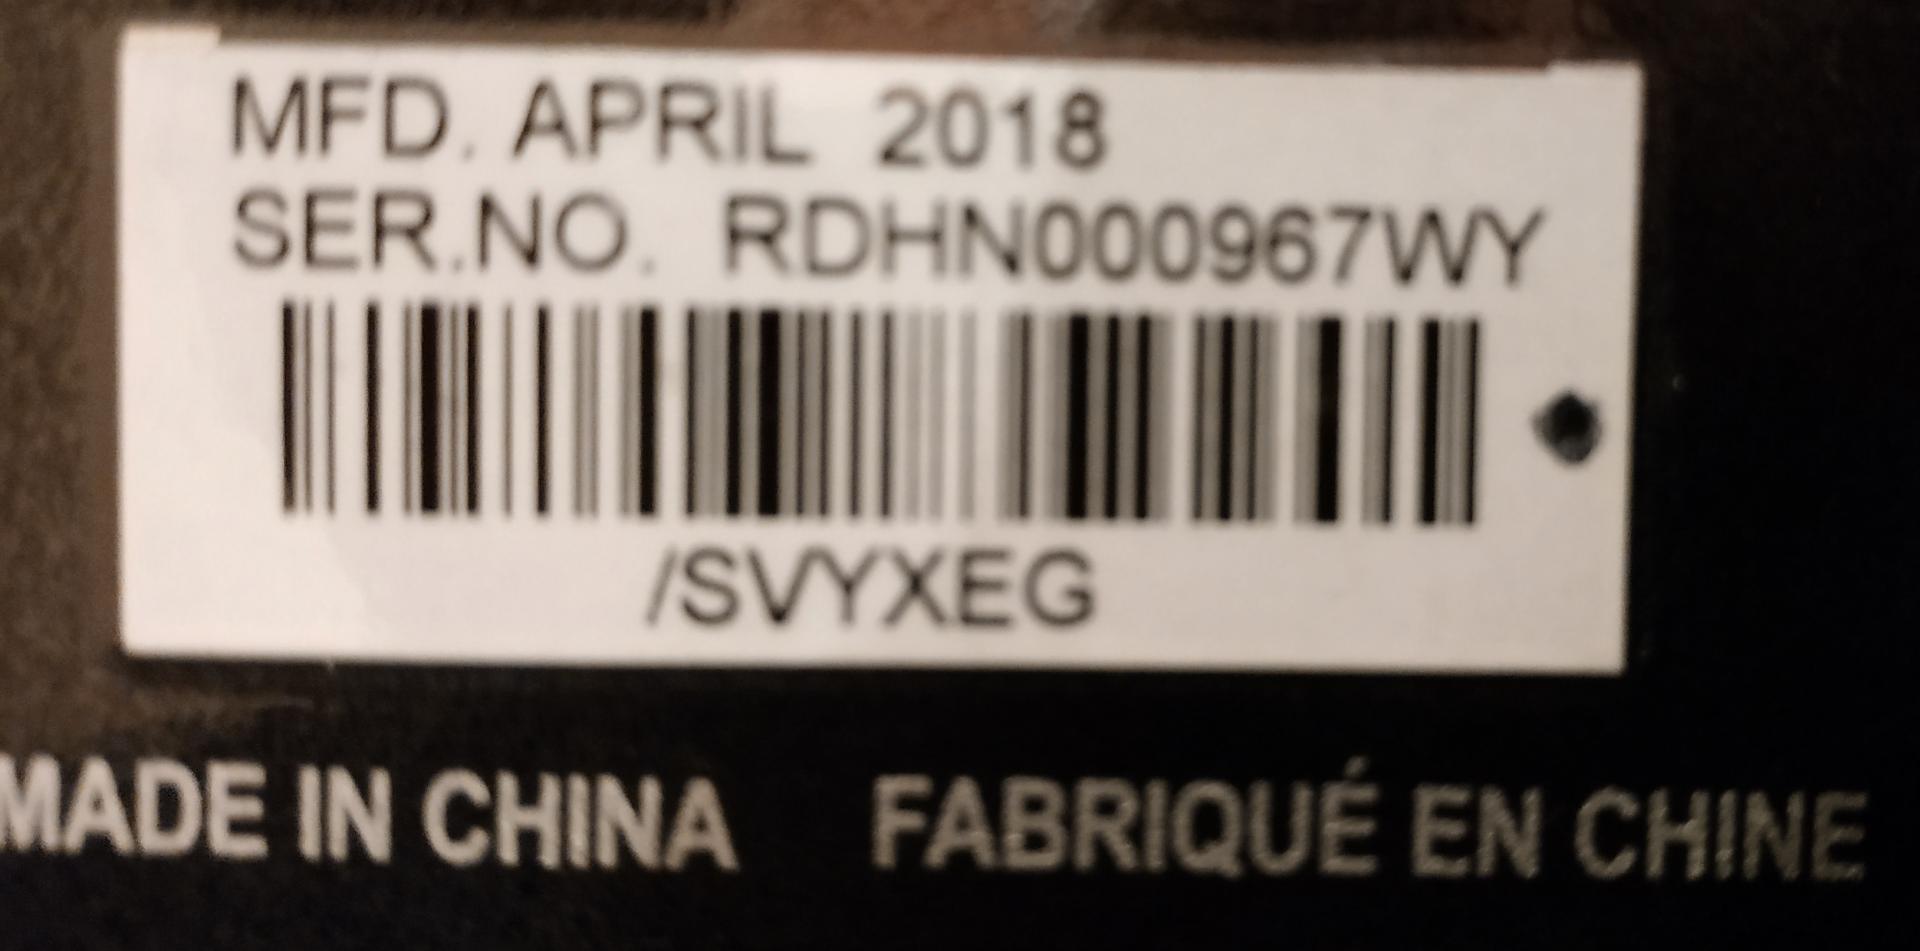 MFD. APRIL 2018
SER.NO. RDHN000967WY
/SVYXEG
MADE IN CHINA FABRIQUÉ EN CHINE